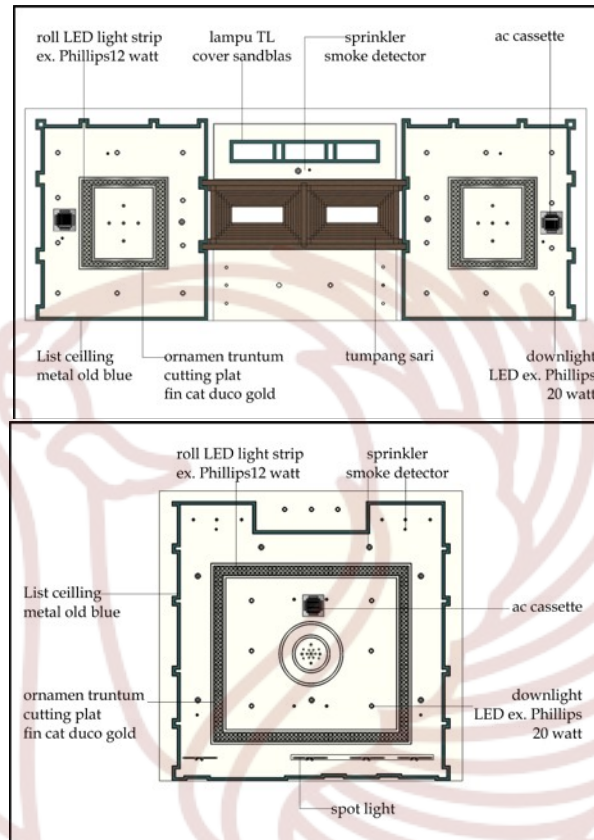 roll LED light strip
ex. Phillips12 watt
lampu TL
cover sandblas
sprinkler
smoke detector
ac cassette
List ceilling
metal old blue
ornamen truntum
cutting plat
fin cat duco gold
tumpang sari
downlight
LED ex. Phillips
20 watt
roll LED light strip
ex. Phillips12 watt
sprinkler
smoke detector
List ceilling
metal old blue
ac cassette
ornamen truntum
cutting plat
fin cat duco gold
downlight
LED ex. Phillips
20 watt
spot light